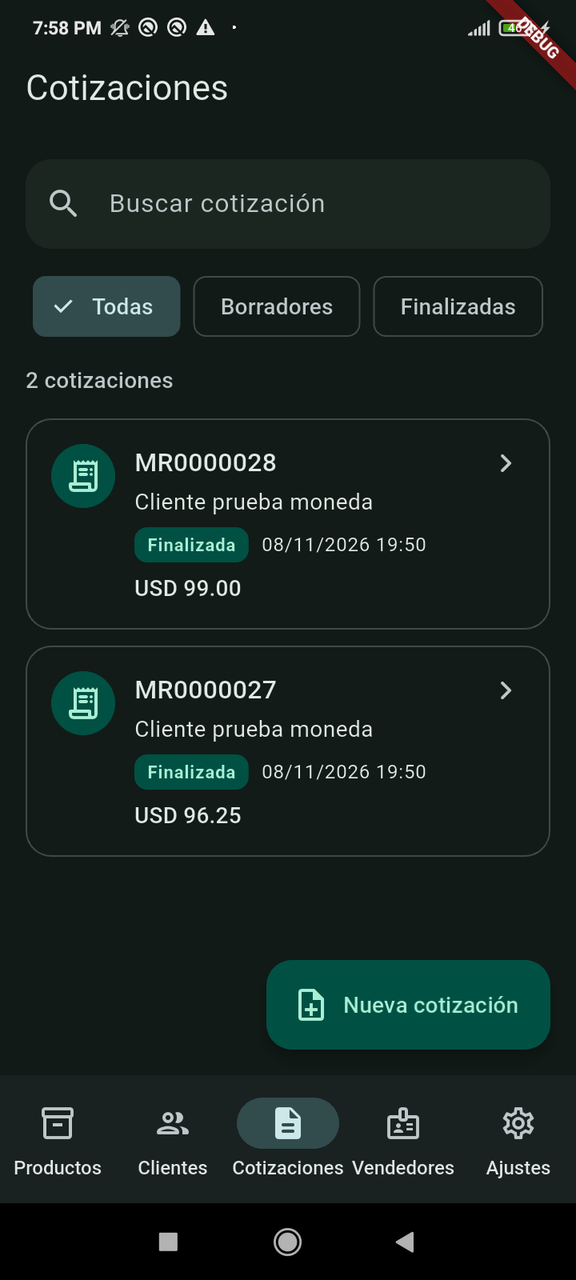 7:58 PM
46
DEBUG
Cotizaciones
Buscar cotización
Todas
Borradores
Finalizadas
2 cotizaciones
MR0000028
Cliente prueba moneda
Finalizada 08/11/2026 19:50
USD 99.00
MR0000027
Cliente prueba moneda
Finalizada 08/11/2026 19:50
USD 96.25
Nueva cotización
Productos
Clientes
Cotizaciones
Vendedores
Ajustes